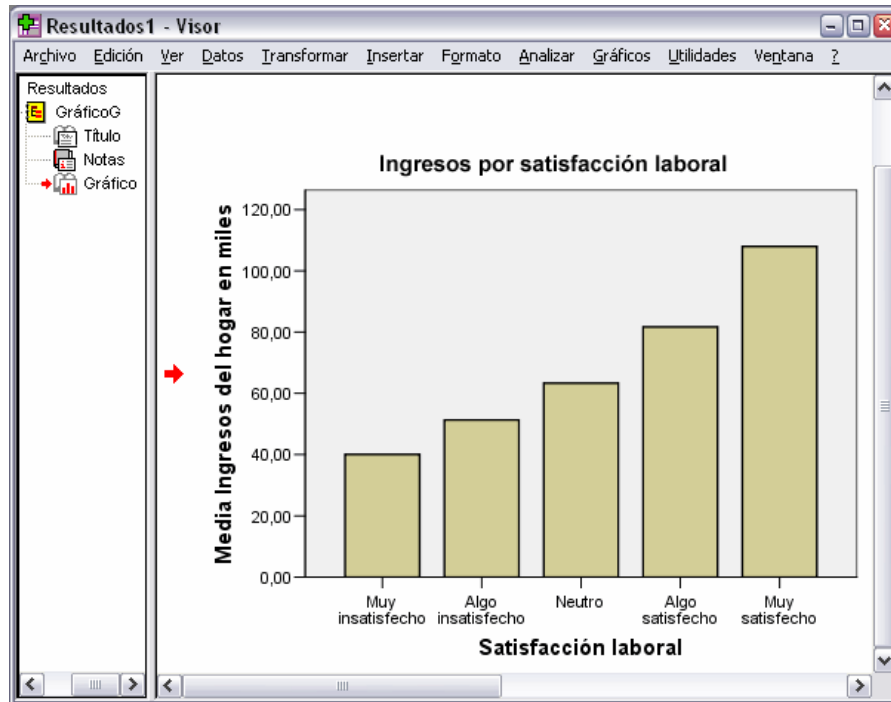 Resultados1 - Visor
Archivo Edición Ver Datos Transformar Insertar Formato Analizar Gráficos Utilidades Ventana ?
Resultados
GráficoG
Título
Notas
Gráfico
Ingresos por satisfacción laboral
Media Ingresos del hogar en miles
120,00
100,00
80,00
60,00
40,00
20,00
0,00
Muy insatisfecho
Algo insatisfecho
Neutro
Algo satisfecho
Muy satisfecho
Satisfacción laboral